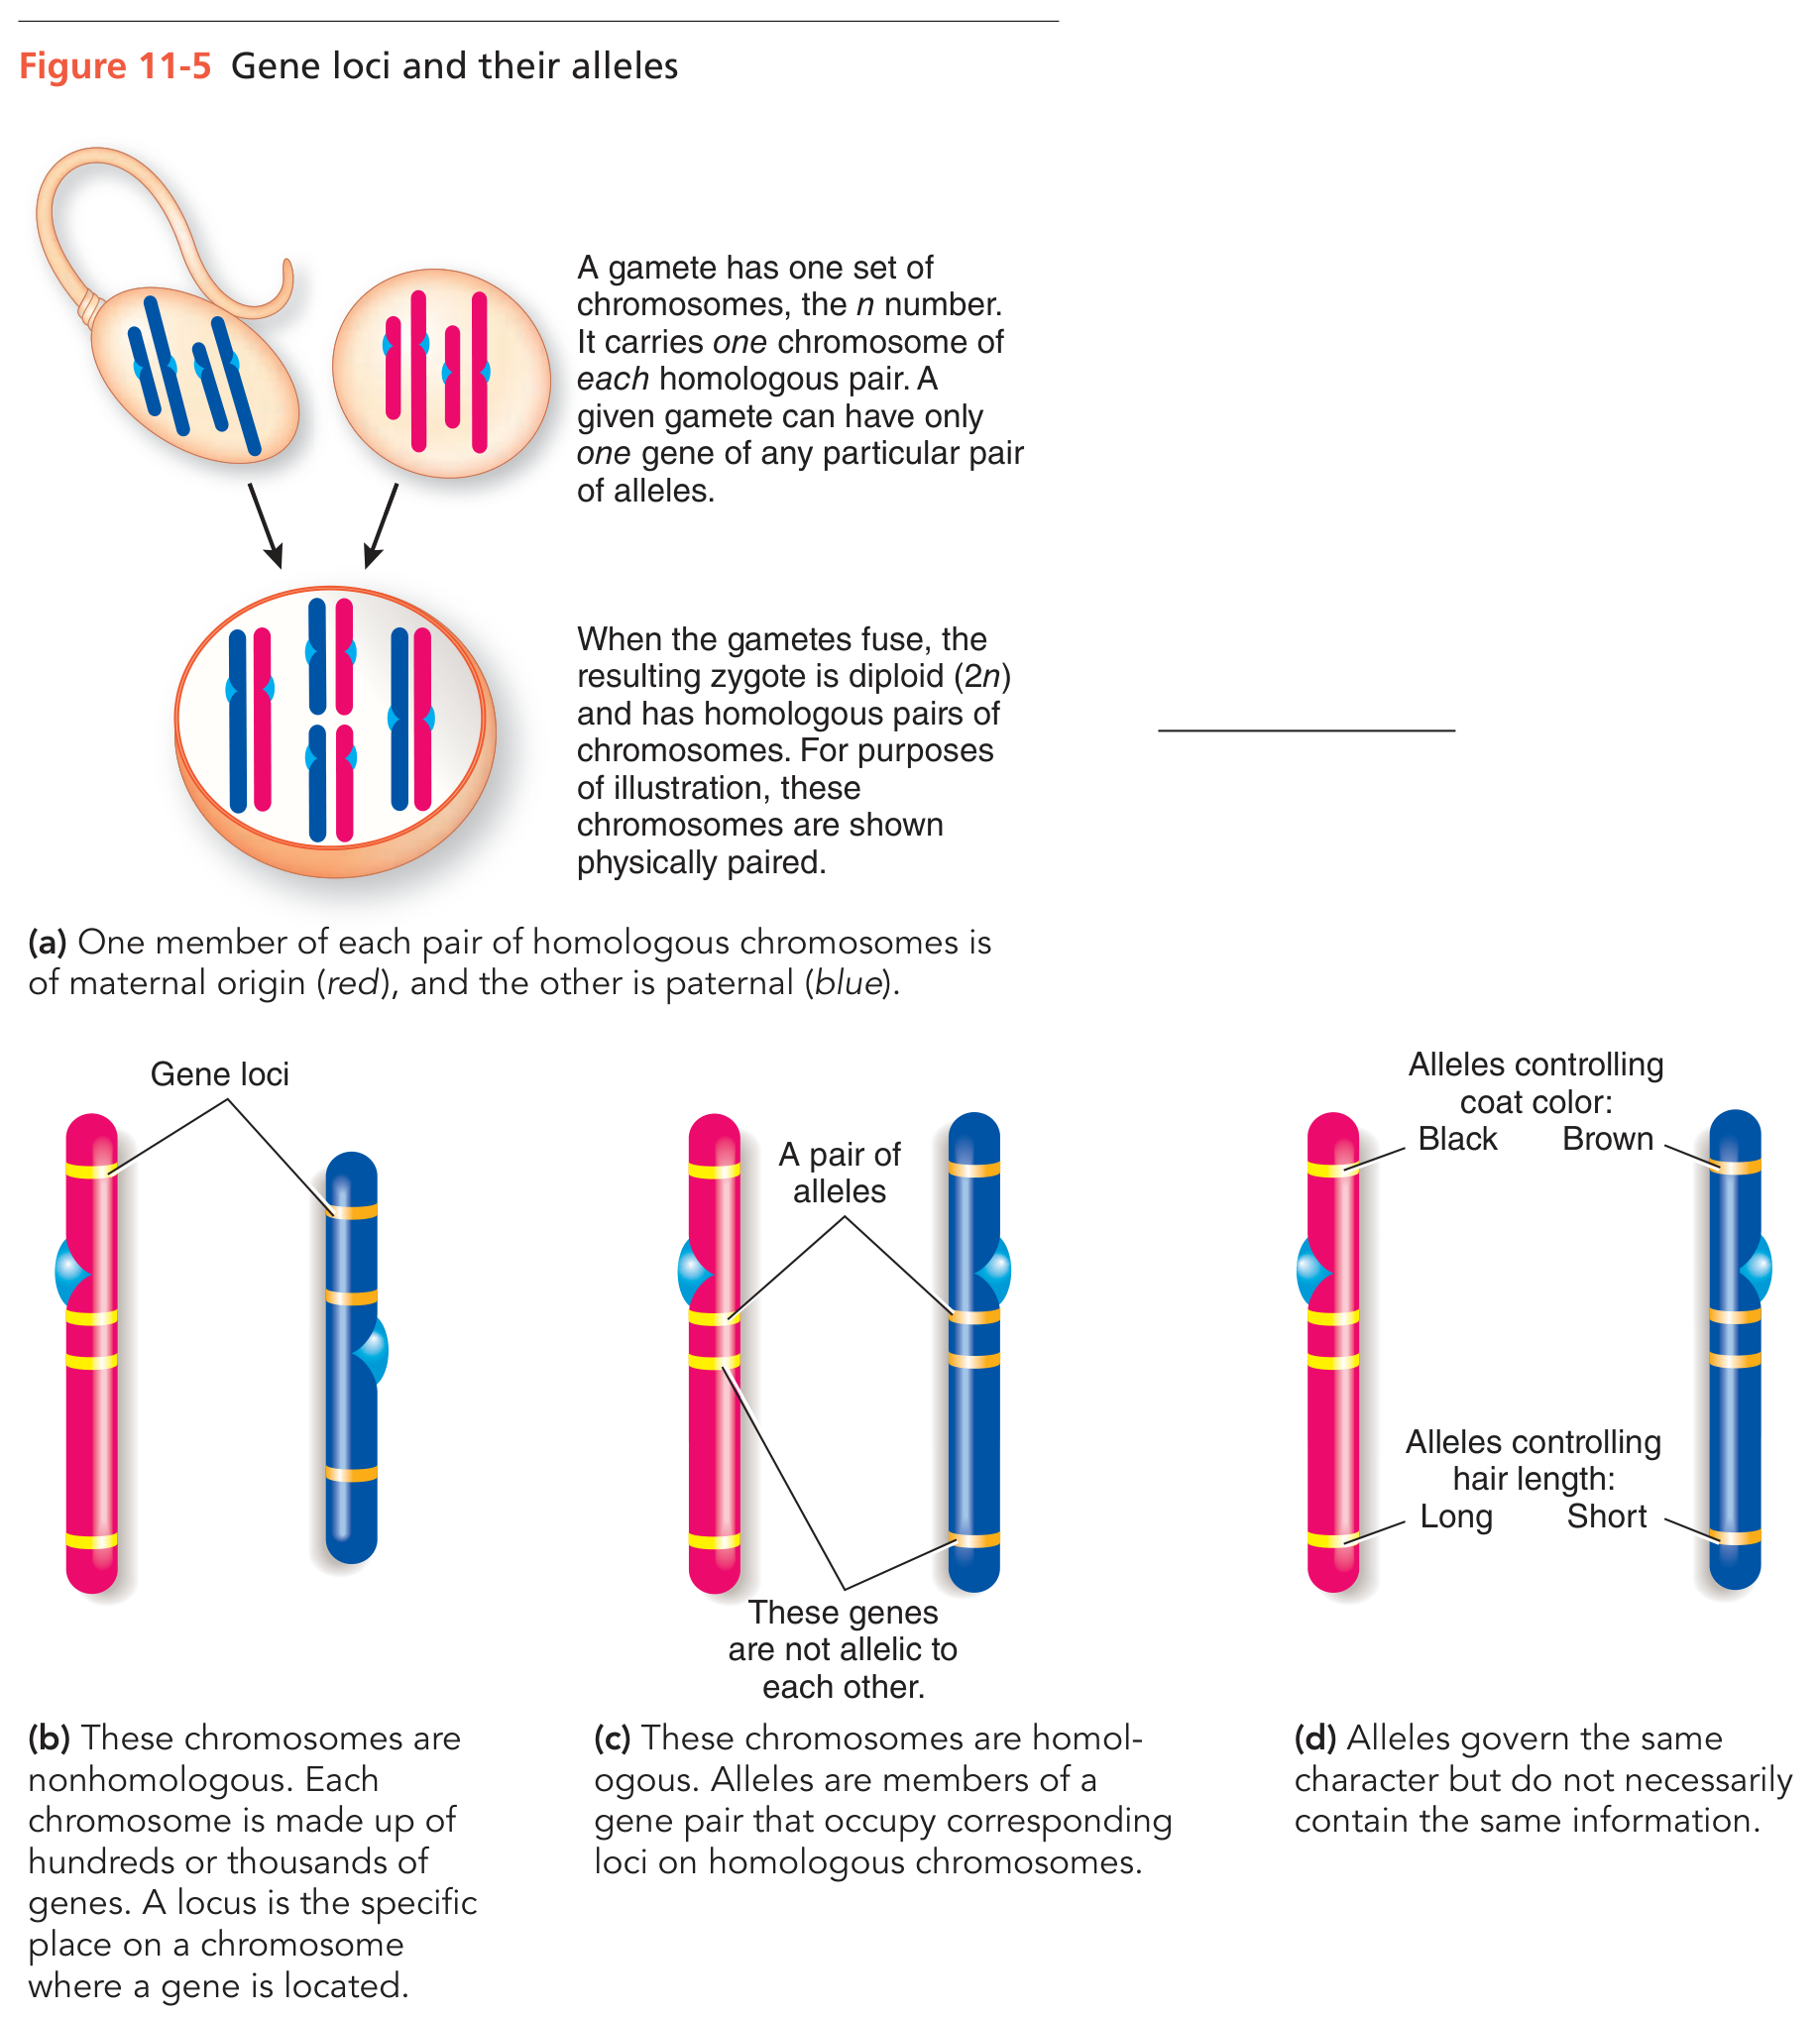 Figure 11-5 Gene loci and their alleles
A gamete has one set of
chromosomes, the n number.
It carries one chromosome of
each homologous pair. A
given gamete can have only
one gene of any particular pair
of alleles.
When the gametes fuse, the
resulting zygote is diploid (2n)
and has homologous pairs of
chromosomes. For purposes
of illustration, these
chromosomes are shown
physically paired.
(a) One member of each pair of homologous chromosomes is
of maternal origin (red), and the other is paternal (blue).
Gene loci
(b) These chromosomes are
nonhomologous. Each
chromosome is made up of
hundreds or thousands of
genes. A locus is the specific
place on a chromosome
where a gene is located.
A pair of
alleles
These genes
are not allelic to
each other.
(c) These chromosomes are homol-
ogous. Alleles are members of a
gene pair that occupy corresponding
loci on homologous chromosomes.
Alleles controlling
coat color:
Black Brown
Alleles controlling
hair length:
Long Short
(d) Alleles govern the same
character but do not necessarily
contain the same information.